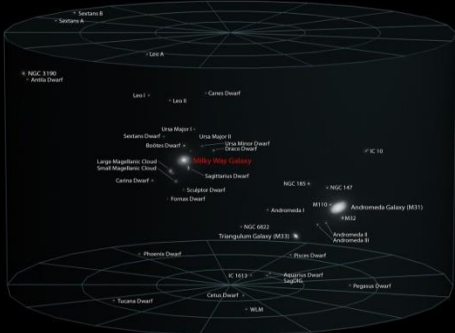 Sextans B
Sextans A
Leo A
NGC 3190
Antlia Dwarf
Leo I
Canes Dwarf
Leo II
Ursa Major I
Sextans Dwarf
Ursa Major II
Boötes Dwarf
Ursa Minor Dwarf
Draco Dwarf
IC 10
Large Magellanic Cloud
Milky Way Galaxy
Small Magellanic Cloud
Sagittarius Dwarf
Carina Dwarf
Sculptor Dwarf
NGC 185
NGC 147
Fornax Dwarf
M110
Andromeda Galaxy (M31)
Andromeda I
M32
NGC 6822
Triangulum Galaxy (M33)
Andromeda II
Andromeda III
Phoenix Dwarf
Pisces Dwarf
IC 1613
Aquarius Dwarf
SagDIG
Pegasus Dwarf
Tucana Dwarf
Cetus Dwarf
WLM